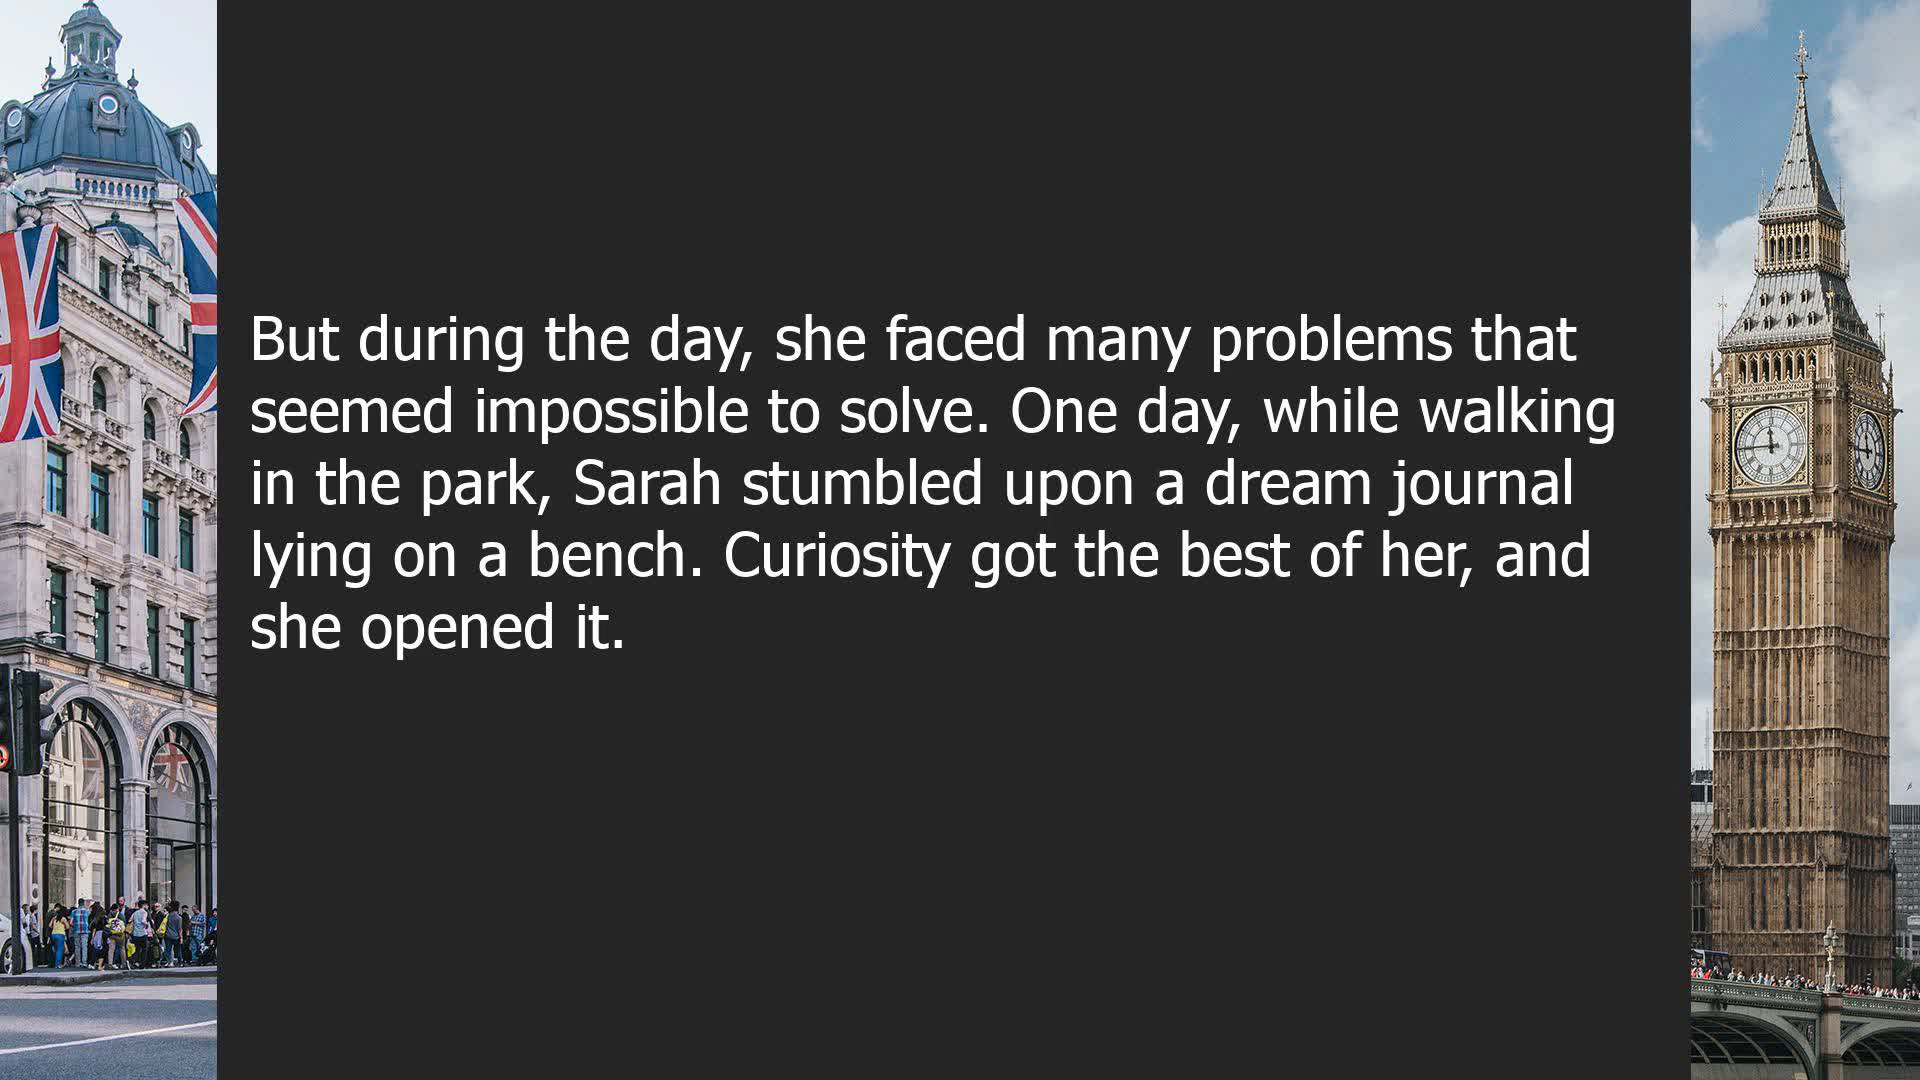 But during the day, she faced many problems that
seemed impossible to solve. One day, while walking
in the park, Sarah stumbled upon a dream journal
lying on a bench. Curiosity got the best of her, and
she opened it.